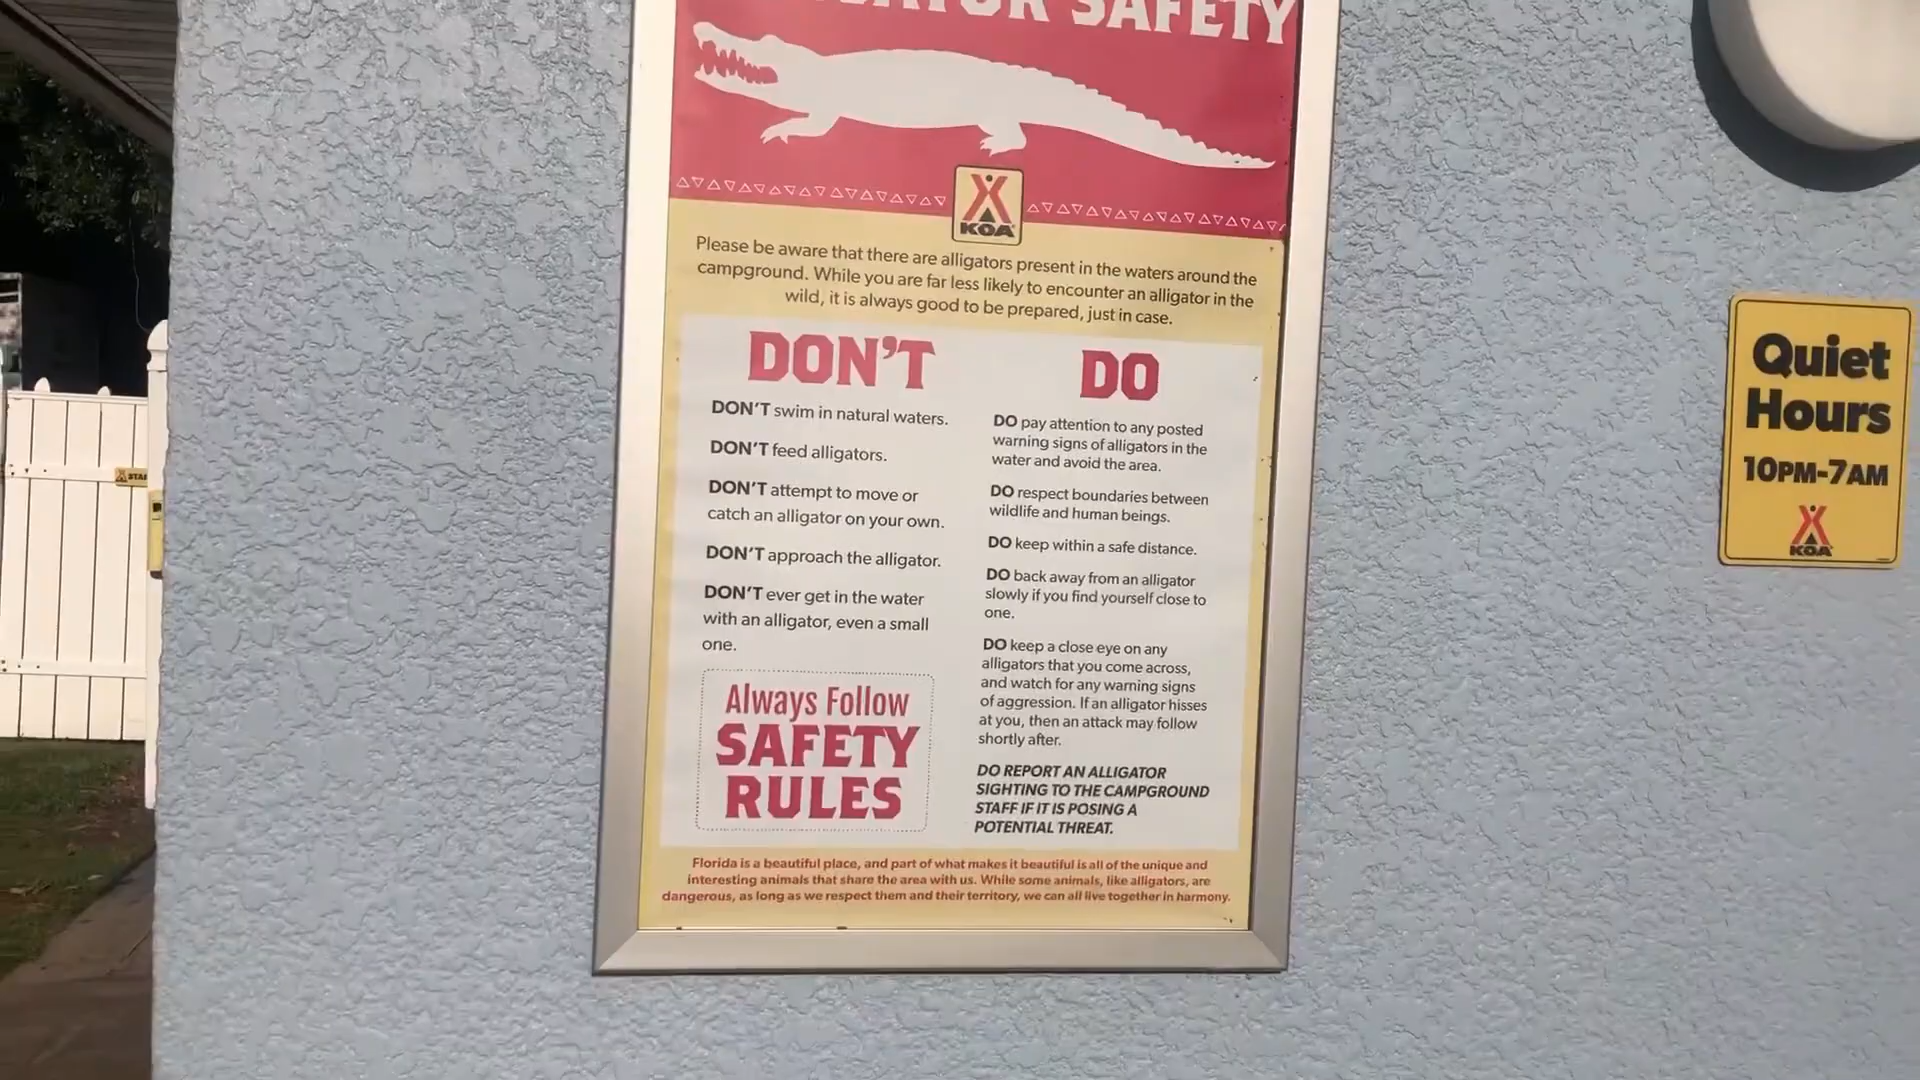 SAFETY
KOA
Please be aware that there are alligators present in the waters around the
campground. While you are far less likely to encounter an alligator in the
wild, it is always good to be prepared, just in case.
DON'T
DON'T swim in natural waters.
DON'T feed alligators.
DON'T attempt to move or
catch an alligator on your own.
DON'T approach the alligator.
DON'T ever get in the water
with an alligator, even a small
one.
Always Follow
SAFETY
RULES
DO
DO pay attention to any posted
warning signs of alligators in the
water and avoid the area.
DO respect boundaries between
wildlife and human beings.
DO keep within a safe distance.
DO back away from an alligator
slowly if you find yourself close to
one.
DO keep a close eye on any
alligators that you come across,
and watch for any warning signs
of aggression. If an alligator hisses
at you, then an attack may follow
shortly after.
DO REPORT AN ALLIGATOR
SIGHTING TO THE CAMPGROUND
STAFF IF IT IS POSING A
POTENTIAL THREAT.
Florida is a beautiful place, and part of what makes it beautiful is all of the unique and
interesting animals that share the area with us. While some animals, like alligators, are
dangerous, as long as we respect them and their territory, we can all live together in harmony.
Quiet
Hours
10PM-7AM
KOA